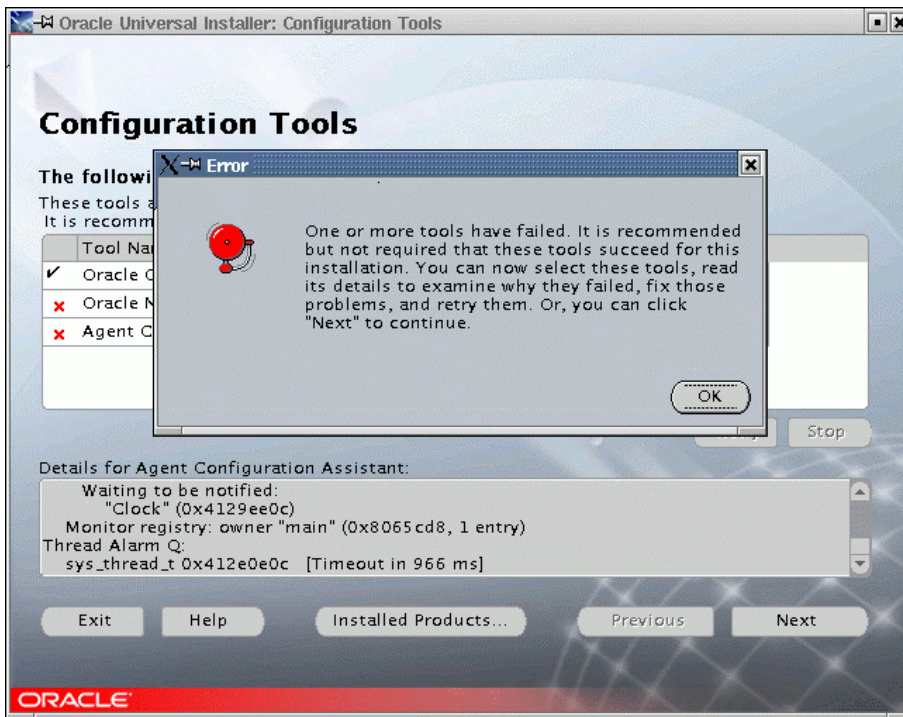 Oracle Universal Installer: Configuration Tools
Configuration Tools
The followi
These tools a
It is recomm
Tool Na
Oracle C
Oracle N
Agent C
Error
One or more tools have failed. It is recommended
but not required that these tools succeed for this
installation. You can now select these tools, read
its details to examine why they failed, fix those
problems, and retry them. Or, you can click
"Next" to continue.
OK
Stop
Details for Agent Configuration Assistant:
Waiting to be notified:
"Clock" (0x4129ee0c)
Monitor registry: owner "main" (0x8065cd8, 1 entry)
Thread Alarm Q:
sys_thread_t 0x412e0e0c [Timeout in 966 ms]
Exit
Help
Installed Products...
Previous
Next
ORACLE